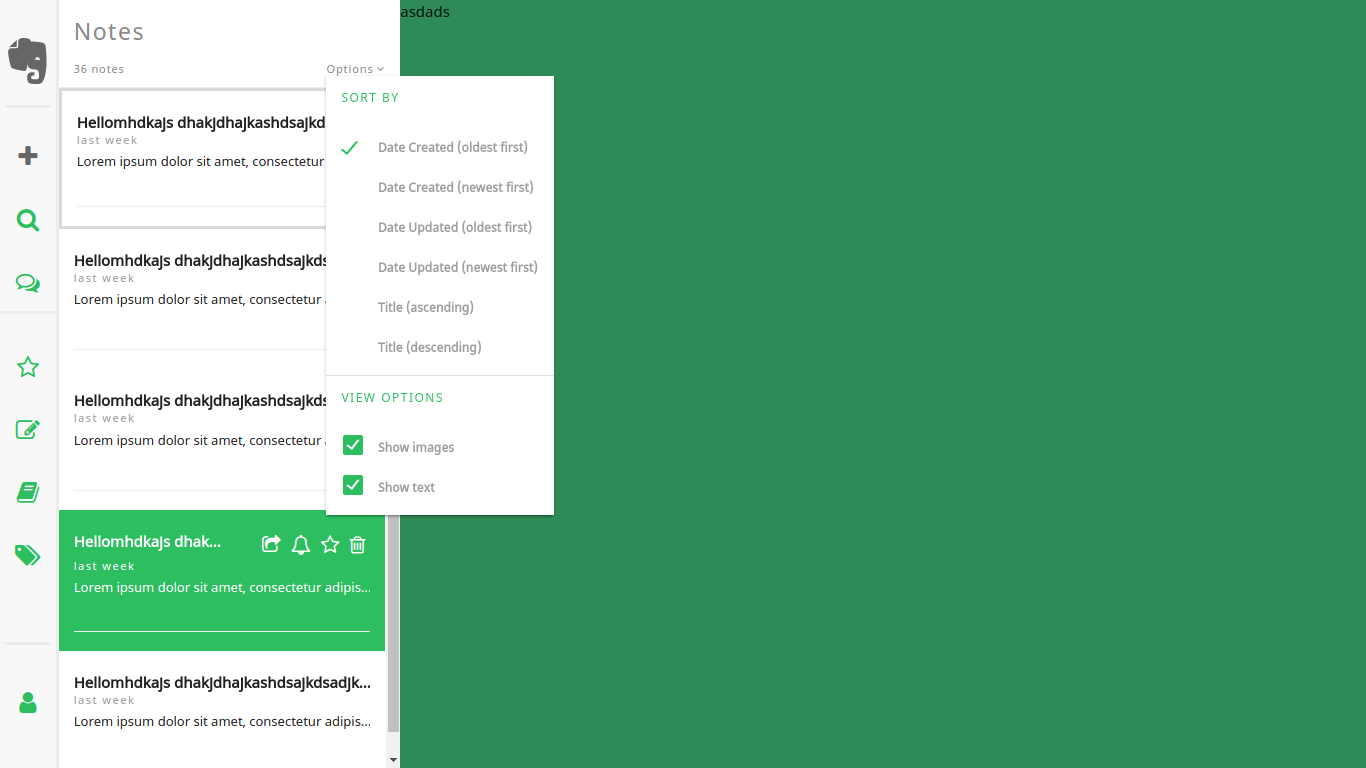 asdads
Notes
36 notes
Options
SORT BY
Date Created (oldest first)
Date Created (newest first)
Date Updated (oldest first)
Date Updated (newest first)
Title (ascending)
Title (descending)
VIEW OPTIONS
Show images
Show text
Hellomhdkajs dhakjdhajkashdsajkd
last week
Lorem ipsum dolor sit amet, consectetur
Hellomhdkajs dhakjdhajkashdsajkds
last week
Lorem ipsum dolor sit amet, consectetur
Hellomhdkajs dhakjdhajkashdsajkds
last week
Lorem ipsum dolor sit amet, consectetur
Hellomhdkajs dhak...
last week
Lorem ipsum dolor sit amet, consectetur adipis...
Hellomhdkajs dhakjdhajkashdsajkdsadjk...
last week
Lorem ipsum dolor sit amet, consectetur adipis...